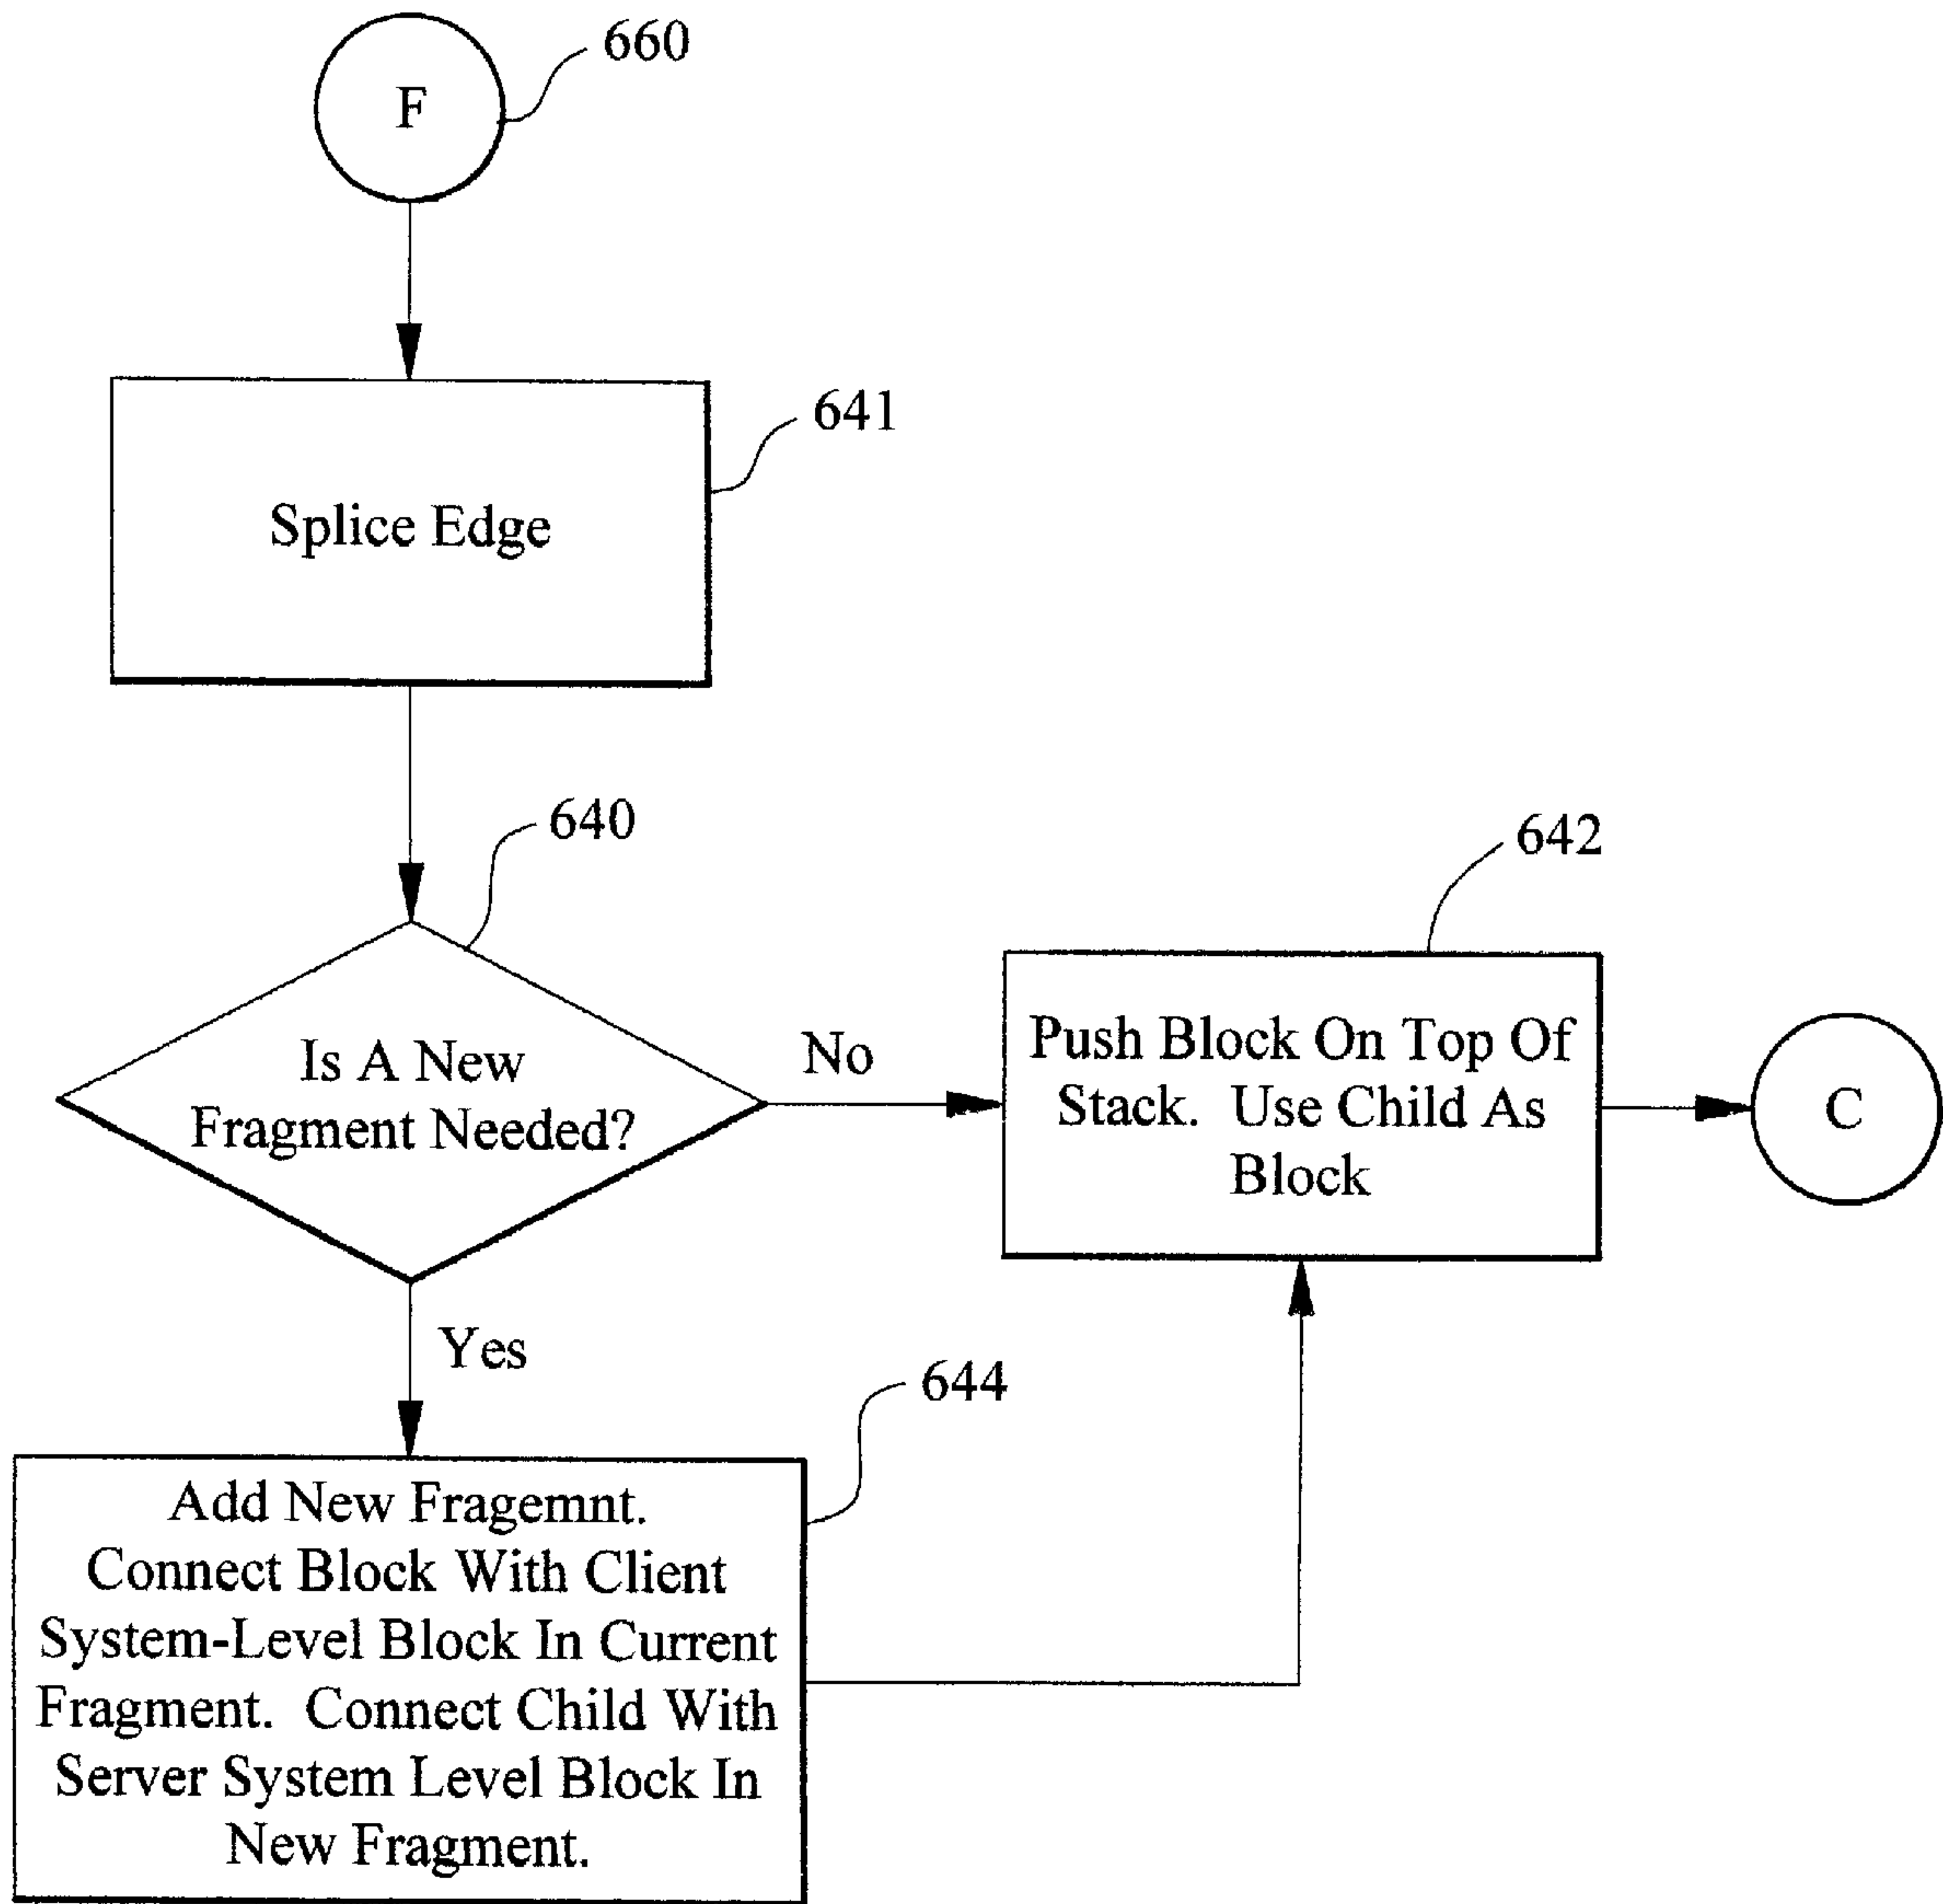 F
660
Splice Edge
641
640
Is A New
Fragment Needed?
No
642
Push Block On Top Of
Stack. Use Child As
Block
C
Yes
644
Add New Fragemnt.
Connect Block With Client
System-Level Block In Current
Fragment. Connect Child With
Server System Level Block In
New Fragment.